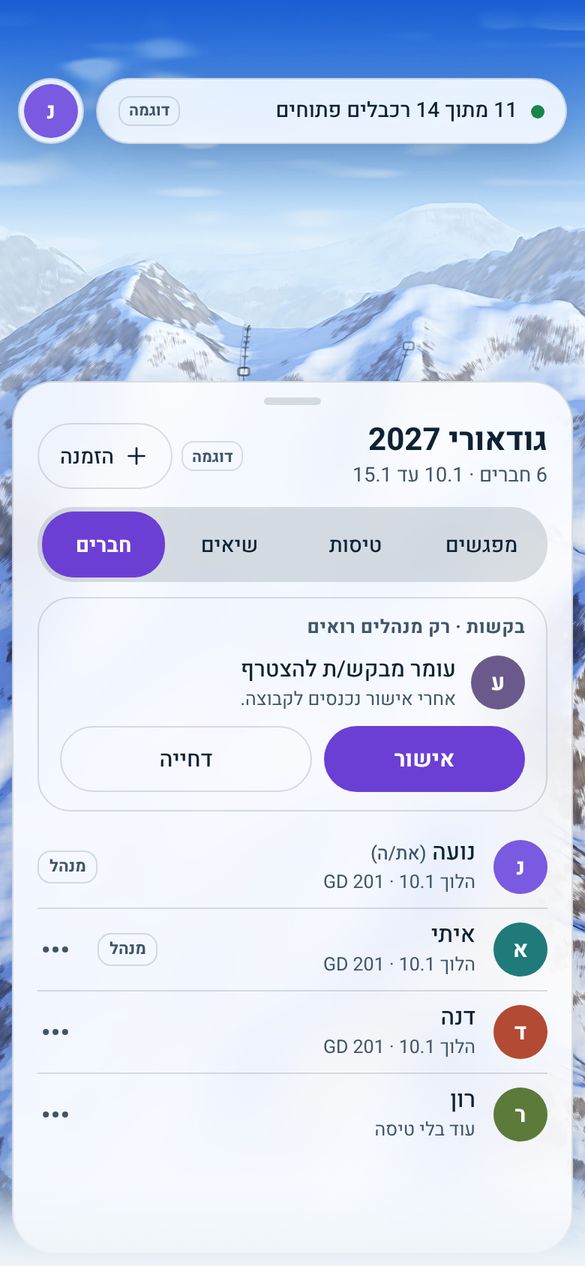 11 מתוך 14 רכבלים פתוחים
דוגמה
נ
גודאורי 2027
6 חברים · 10.1 עד 15.1
דוגמה
+ הזמנה
מפגשים
טיסות
שיאים
חברים
בקשות · רק מנהלים רואים
ע
עומר מבקש/ת להצטרף
אחרי אישור נכנסים לקבוצה.
אישור
דחייה
נ
נועה (את/ה)
הלוך 10.1 · GD 201
מנהל
א
איתי
הלוך 10.1 · GD 201
מנהל
ד
דנה
הלוך 10.1 · GD 201
ר
רון
עוד בלי טיסה